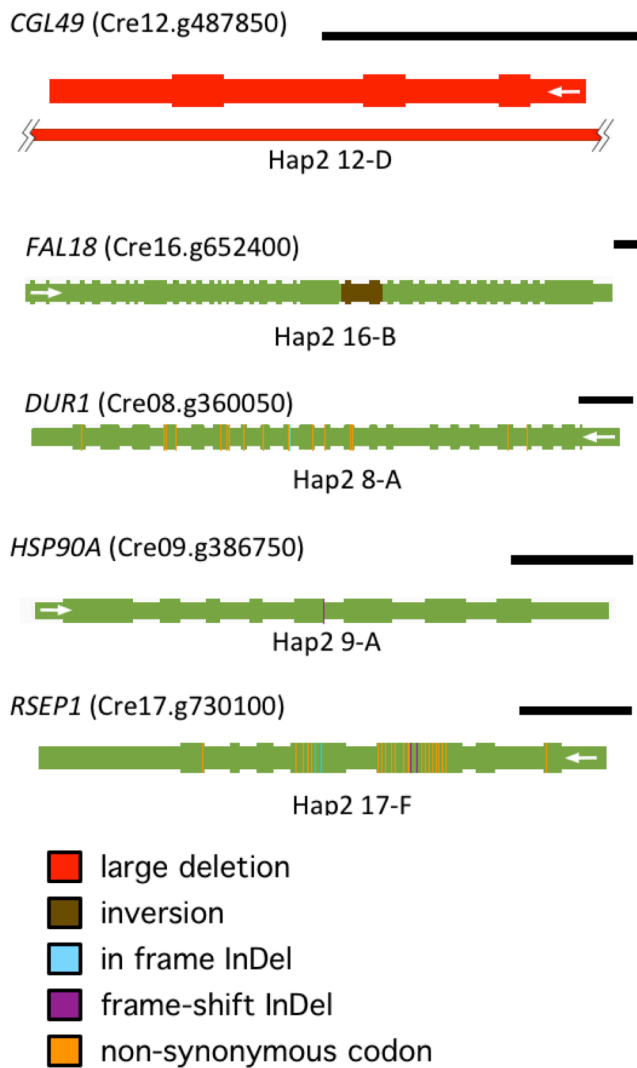 CGL49 (Cre12.g487850)
Hap2 12-D
FAL18 (Cre16.g652400)
Hap2 16-B
DUR1 (Cre08.g360050)
Hap2 8-A
HSP90A (Cre09.g386750)
Hap2 9-A
RSEP1 (Cre17.g730100)
Hap2 17-F
large deletion
inversion
in frame InDel
frame-shift InDel
non-synonymous codon